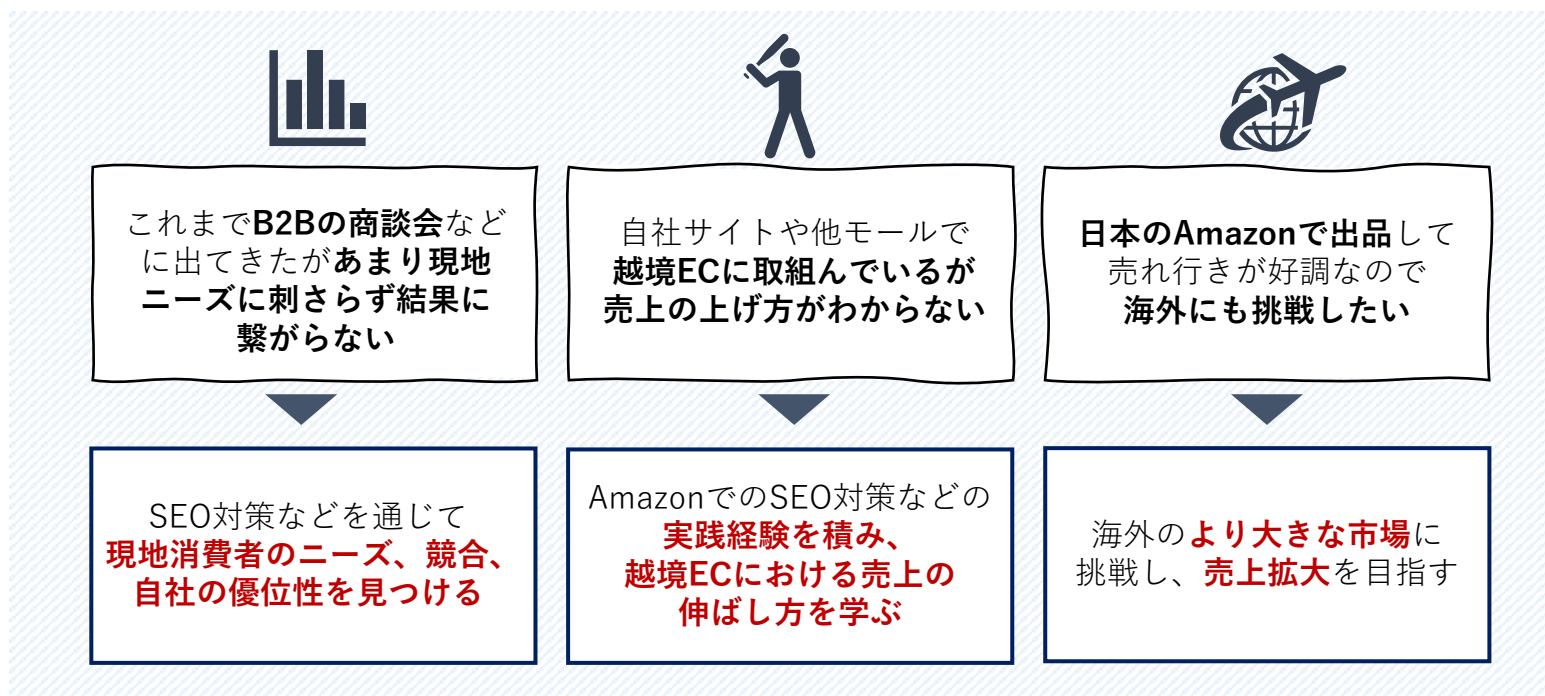 これまでB2Bの商談会など
に出てきたがあまり現地
ニーズに刺さらず結果に
繋がらない
自社サイトや他モールで
越境ECに取組んでいるが
売上の上げ方がわからない
日本のAmazonで出品して
売れ行きが好調なので
海外にも挑戦したい
SEO対策などを通じて
現地消費者のニーズ、競合、
自社の優位性を見つける
AmazonでのSEO対策などの
実践経験を積み、
越境ECにおける売上の
伸ばし方を学ぶ
海外のより大きな市場に
挑戦し、売上拡大を目指す